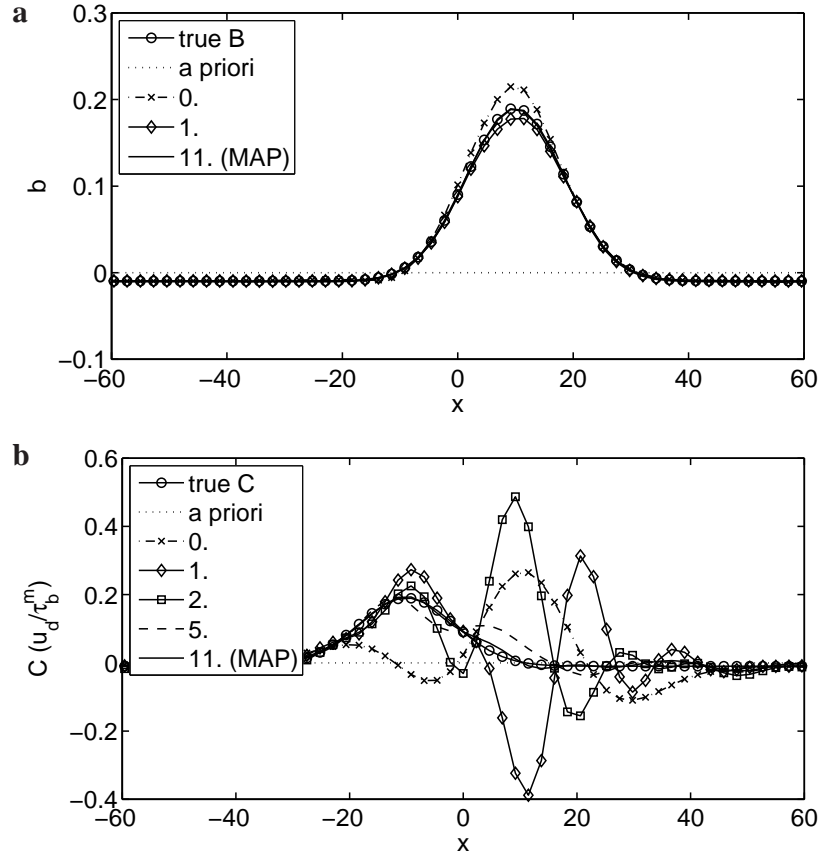 a
0.3
0.2
0.1
0
−0.1
b
true B
a priori
0.
1.
11. (MAP)
−60
−40
−20
0
20
40
60
x
b
0.6
0.4
0.2
0
−0.2
−0.4
C (u_d/τ_b^m)
true C
a priori
0.
1.
2.
5.
11. (MAP)
−60
−40
−20
0
20
40
60
x